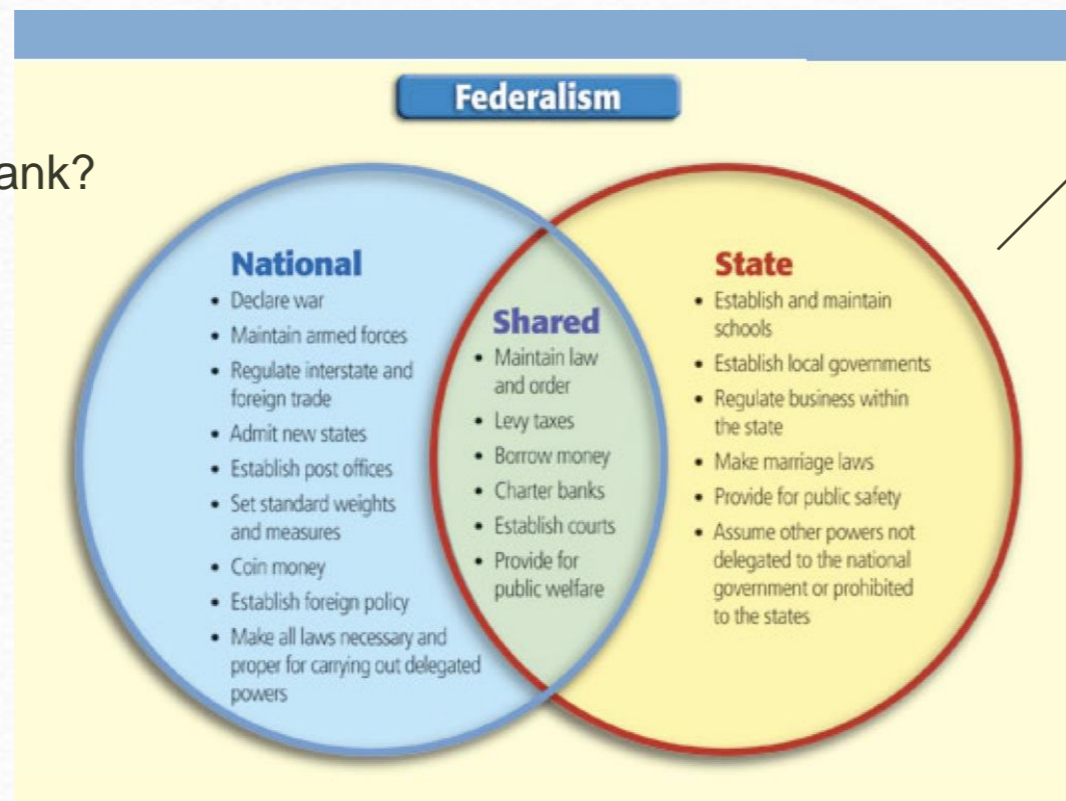 Federalism
ank?
National
• Declare war
• Maintain armed forces
• Regulate interstate and
foreign trade
• Admit new states
• Establish post offices
• Set standard weights
and measures
• Coin money
• Establish foreign policy
• Make all laws necessary and
proper for carrying out delegated
powers
Shared
• Maintain law
and order
• Levy taxes
• Borrow money
• Charter banks
• Establish courts
• Provide for
public welfare
State
• Establish and maintain
schools
• Establish local governments
• Regulate business within
the state
• Make marriage laws
• Provide for public safety
• Assume other powers not
delegated to the national
government or prohibited
to the states